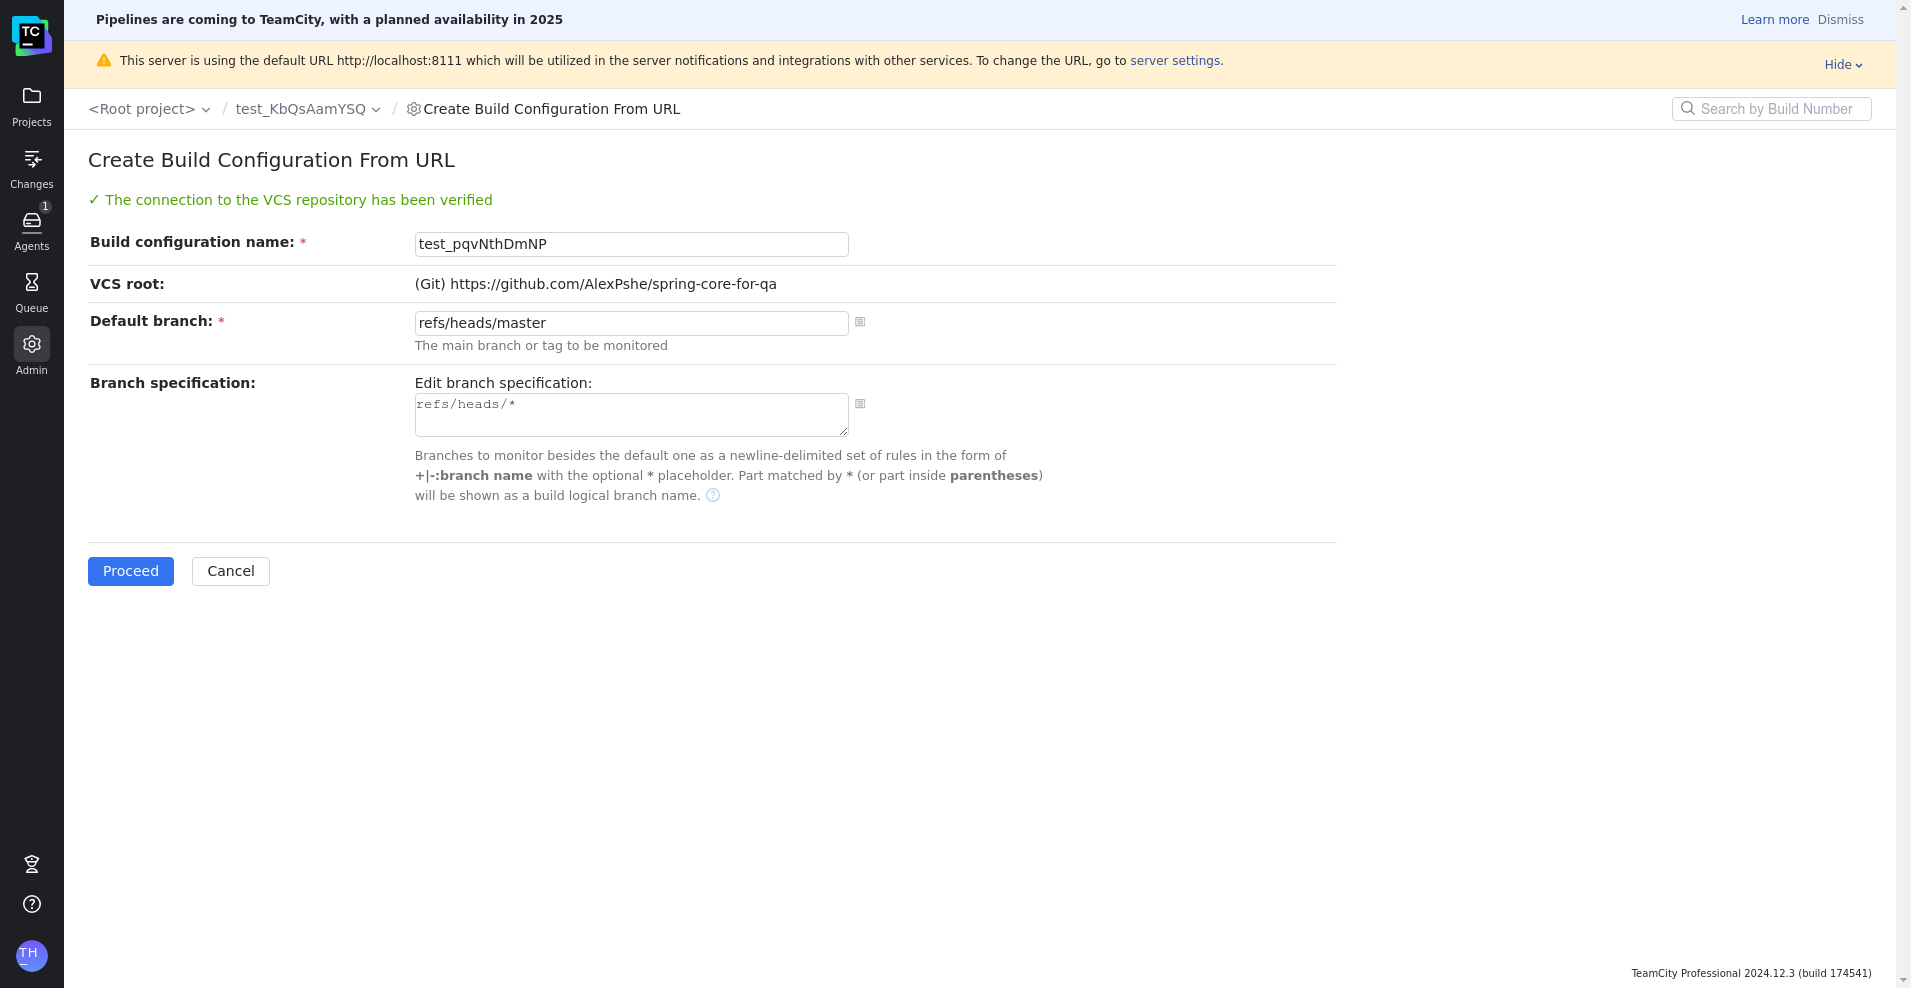 Pipelines are coming to TeamCity, with a planned availability in 2025
Learn more Dismiss
This server is using the default URL http://localhost:8111 which will be utilized in the server notifications and integrations with other services. To change the URL, go to server settings.
Hide
<Root project> / test_KbQsAamYSQ / Create Build Configuration From URL
Search by Build Number
TC
Projects
Changes
1
Agents
Queue
Admin
Create Build Configuration From URL
✓ The connection to the VCS repository has been verified
Build configuration name: * test_pqvNthDmNP
VCS root: (Git) https://github.com/AlexPshe/spring-core-for-qa
Default branch: * refs/heads/master
The main branch or tag to be monitored
Branch specification: Edit branch specification:
refs/heads/*
Branches to monitor besides the default one as a newline-delimited set of rules in the form of
+|-:branch name with the optional * placeholder. Part matched by * (or part inside parentheses)
will be shown as a build logical branch name. ?
Proceed Cancel
?
TH
TeamCity Professional 2024.12.3 (build 174541)